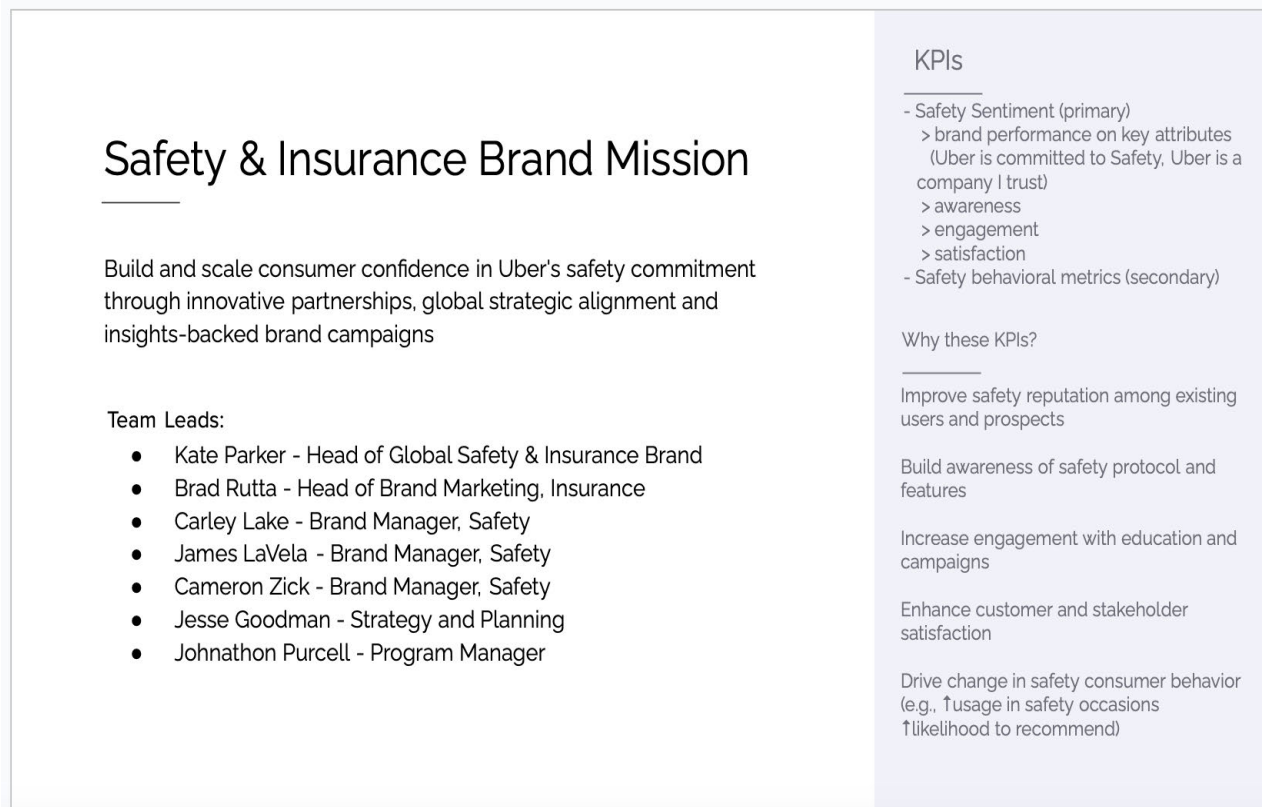 Safety & Insurance Brand Mission
Build and scale consumer confidence in Uber's safety commitment
through innovative partnerships, global strategic alignment and
insights-backed brand campaigns
Team Leads:
● Kate Parker - Head of Global Safety & Insurance Brand
● Brad Rutta - Head of Brand Marketing, Insurance
● Carley Lake - Brand Manager, Safety
● James LaVela - Brand Manager, Safety
● Cameron Zick - Brand Manager, Safety
● Jesse Goodman - Strategy and Planning
● Johnathon Purcell - Program Manager
KPIs
- Safety Sentiment (primary)
> brand performance on key attributes
(Uber is committed to Safety, Uber is a
company I trust)
> awareness
> engagement
> satisfaction
- Safety behavioral metrics (secondary)
Why these KPIs?
Improve safety reputation among existing
users and prospects
Build awareness of safety protocol and
features
Increase engagement with education and
campaigns
Enhance customer and stakeholder
satisfaction
Drive change in safety consumer behavior
(e.g., ↑usage in safety occasions
↑likelihood to recommend)